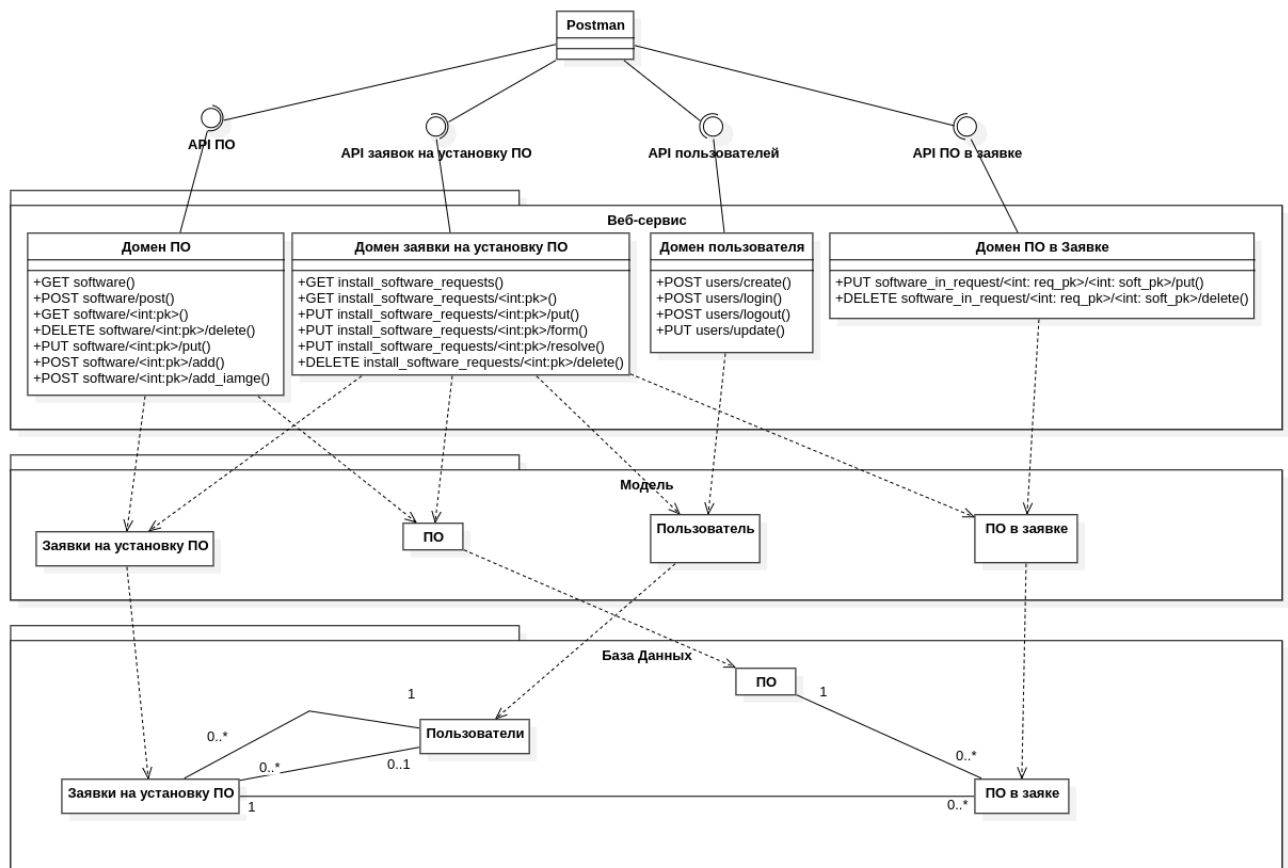 Postman
API ПО
API заявок на установку ПО
API пользователей
API ПО в заявке
Веб-сервис
Домен ПО
+GET software()
+POST software/post()
+GET software/<int:pk>()
+DELETE software/<int:pk>/delete()
+PUT software/<int:pk>/put()
+POST software/<int:pk>/add()
+POST software/<int:pk>/add_iamge()
Домен заявки на установку ПО
+GET install_software_requests()
+GET install_software_requests/<int:pk>()
+PUT install_software_requests/<int:pk>/put()
+PUT install_software_requests/<int:pk>/form()
+PUT install_software_requests/<int:pk>/resolve()
+DELETE install_software_requests/<int:pk>/delete()
Домен пользователя
+POST users/create()
+POST users/login()
+POST users/logout()
+PUT users/update()
Домен ПО в Заявке
+PUT software_in_request/<int: req_pk>/<int: soft_pk>/put()
+DELETE software_in_request/<int: req_pk>/<int: soft_pk>/delete()
Модель
Заявки на установку ПО
ПО
Пользователь
ПО в заявке
База Данных
ПО
1
1
0..*
Пользователи
0..*
0..*
0..1
Заявки на установку ПО
1
0..*
ПО в заяке